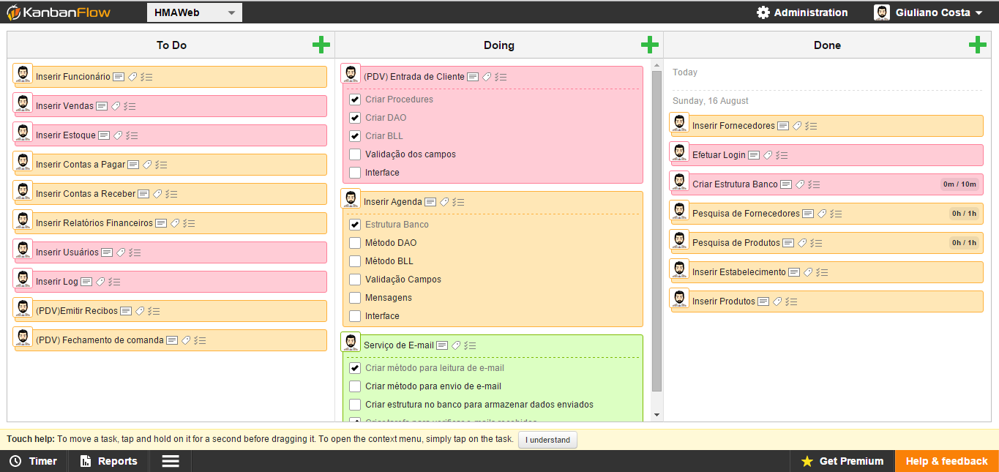 KanbanFlow
HMAWeb
Administration
Giuliano Costa
To Do
Inserir Funcionário
Inserir Vendas
Inserir Estoque
Inserir Contas a Pagar
Inserir Contas a Receber
Inserir Relatórios Financeiros
Inserir Usuários
Inserir Log
(PDV)Emitir Recibos
(PDV) Fechamento de comanda
Doing
(PDV) Entrada de Cliente
Criar Procedures
Criar DAO
Criar BLL
Validação dos campos
Interface
Inserir Agenda
Estrutura Banco
Método DAO
Método BLL
Validação Campos
Mensagens
Interface
Serviço de E-mail
Criar método para leitura de e-mail
Criar método para envio de e-mail
Criar estrutura no banco para armazenar dados enviados
Criar tarefa para verificar e-mails recebidos
Done
Today
Sunday, 16 August
Inserir Fornecedores
Efetuar Login
Criar Estrutura Banco 0m / 10m
Pesquisa de Fornecedores 0h / 1h
Pesquisa de Produtos 0h / 1h
Inserir Estabelecimento
Inserir Produtos
Touch help: To move a task, tap and hold on it for a second before dragging it. To open the context menu, simply tap on the task. I understand
Timer
Reports
Get Premium
Help & feedback